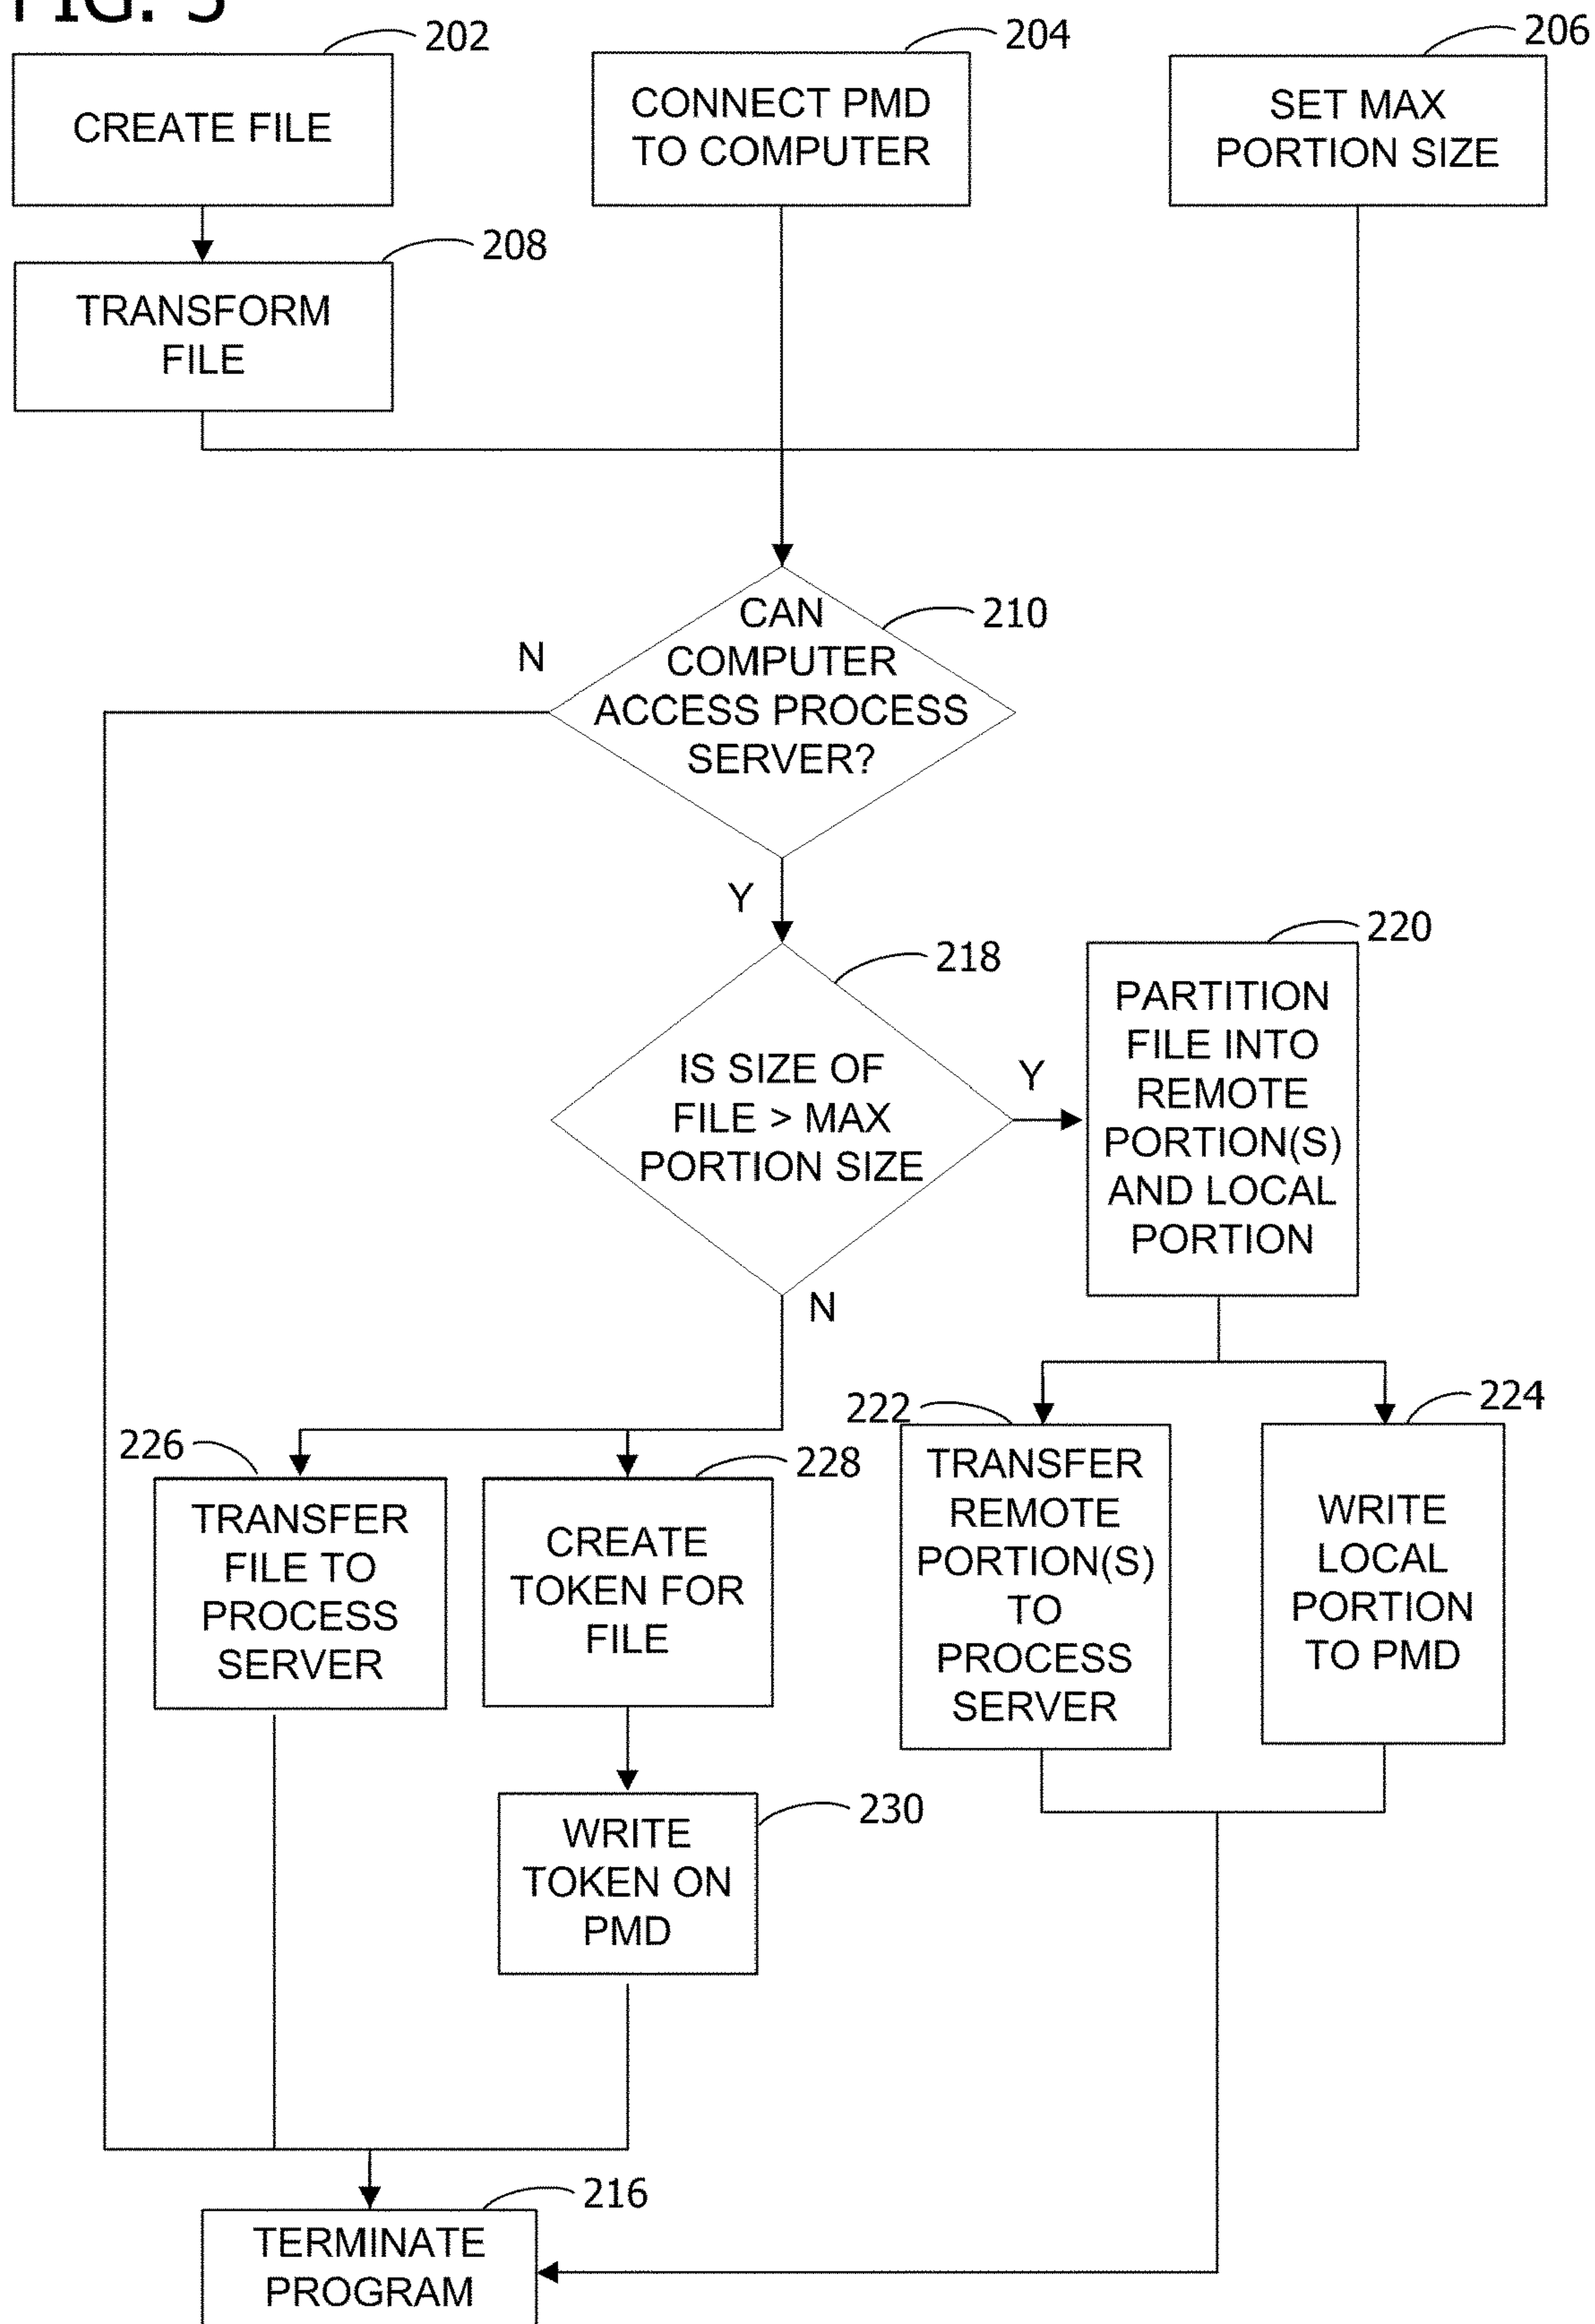 FIG. 3
202
204
206
CREATE FILE
CONNECT PMD
TO COMPUTER
SET MAX
PORTION SIZE
208
TRANSFORM
FILE
210
CAN
COMPUTER
ACCESS PROCESS
SERVER?
N
Y
218
IS SIZE OF
FILE > MAX
PORTION SIZE
Y
N
220
PARTITION
FILE INTO
REMOTE
PORTION(S)
AND LOCAL
PORTION
226
TRANSFER
FILE TO
PROCESS
SERVER
228
CREATE
TOKEN FOR
FILE
222
TRANSFER
REMOTE
PORTION(S)
TO
PROCESS
SERVER
224
WRITE
LOCAL
PORTION
TO PMD
230
WRITE
TOKEN ON
PMD
216
TERMINATE
PROGRAM